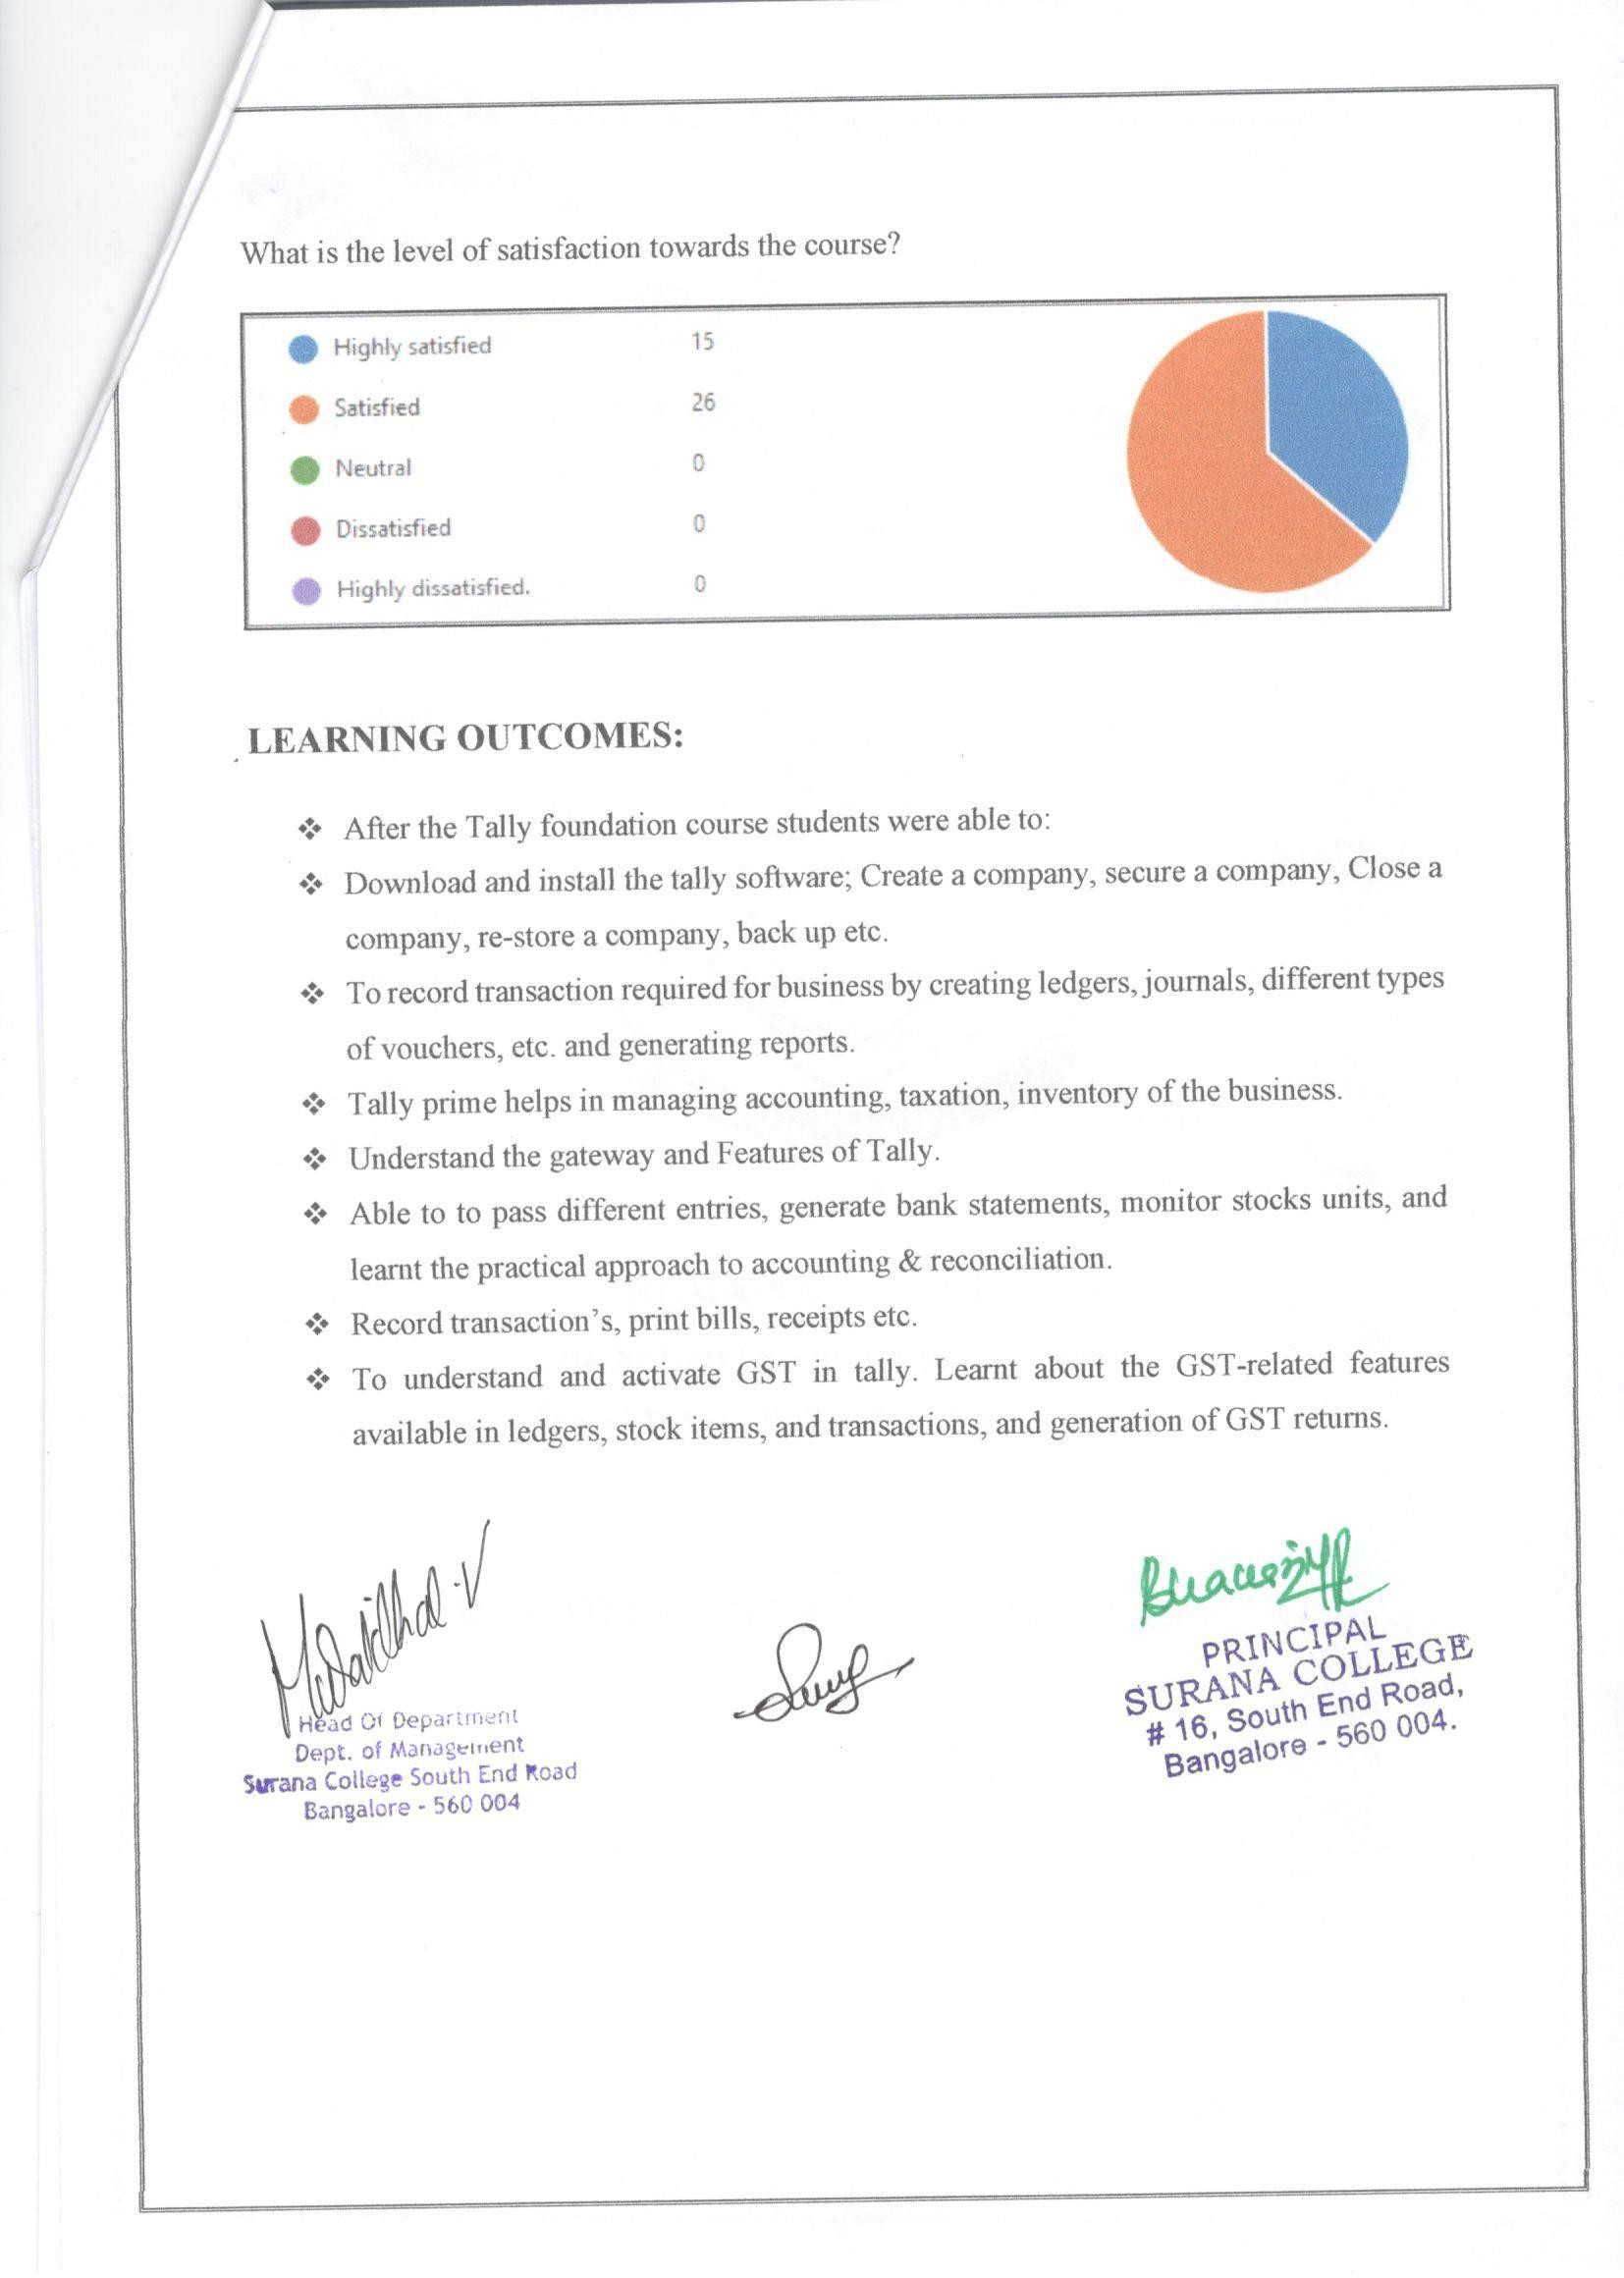 What is the level of satisfaction towards the course?
Highly satisfied 15
Satisfied 26
Neutral 0
Dissatisfied 0
Highly dissatisfied. 0
LEARNING OUTCOMES:
❖ After the Tally foundation course students were able to:
❖ Download and install the tally software; Create a company, secure a company, Close a
company, re-store a company, back up etc.
❖ To record transaction required for business by creating ledgers, journals, different types
of vouchers, etc. and generating reports.
❖ Tally prime helps in managing accounting, taxation, inventory of the business.
❖ Understand the gateway and Features of Tally.
❖ Able to to pass different entries, generate bank statements, monitor stocks units, and
learnt the practical approach to accounting & reconciliation.
❖ Record transaction’s, print bills, receipts etc.
❖ To understand and activate GST in tally. Learnt about the GST-related features
available in ledgers, stock items, and transactions, and generation of GST returns.
Head Of Department
Dept. of Management
Surana College South End Road
Bangalore - 560 004
PRINCIPAL
SURANA COLLEGE
# 16, South End Road,
Bangalore - 560 004.